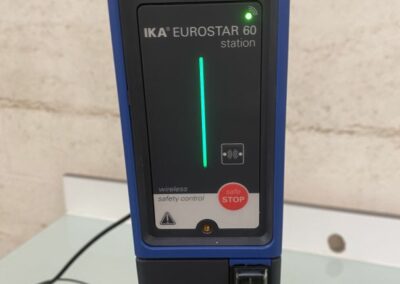 IKA® EUROSTAR 60
station
wireless
safety control
safe
STOP